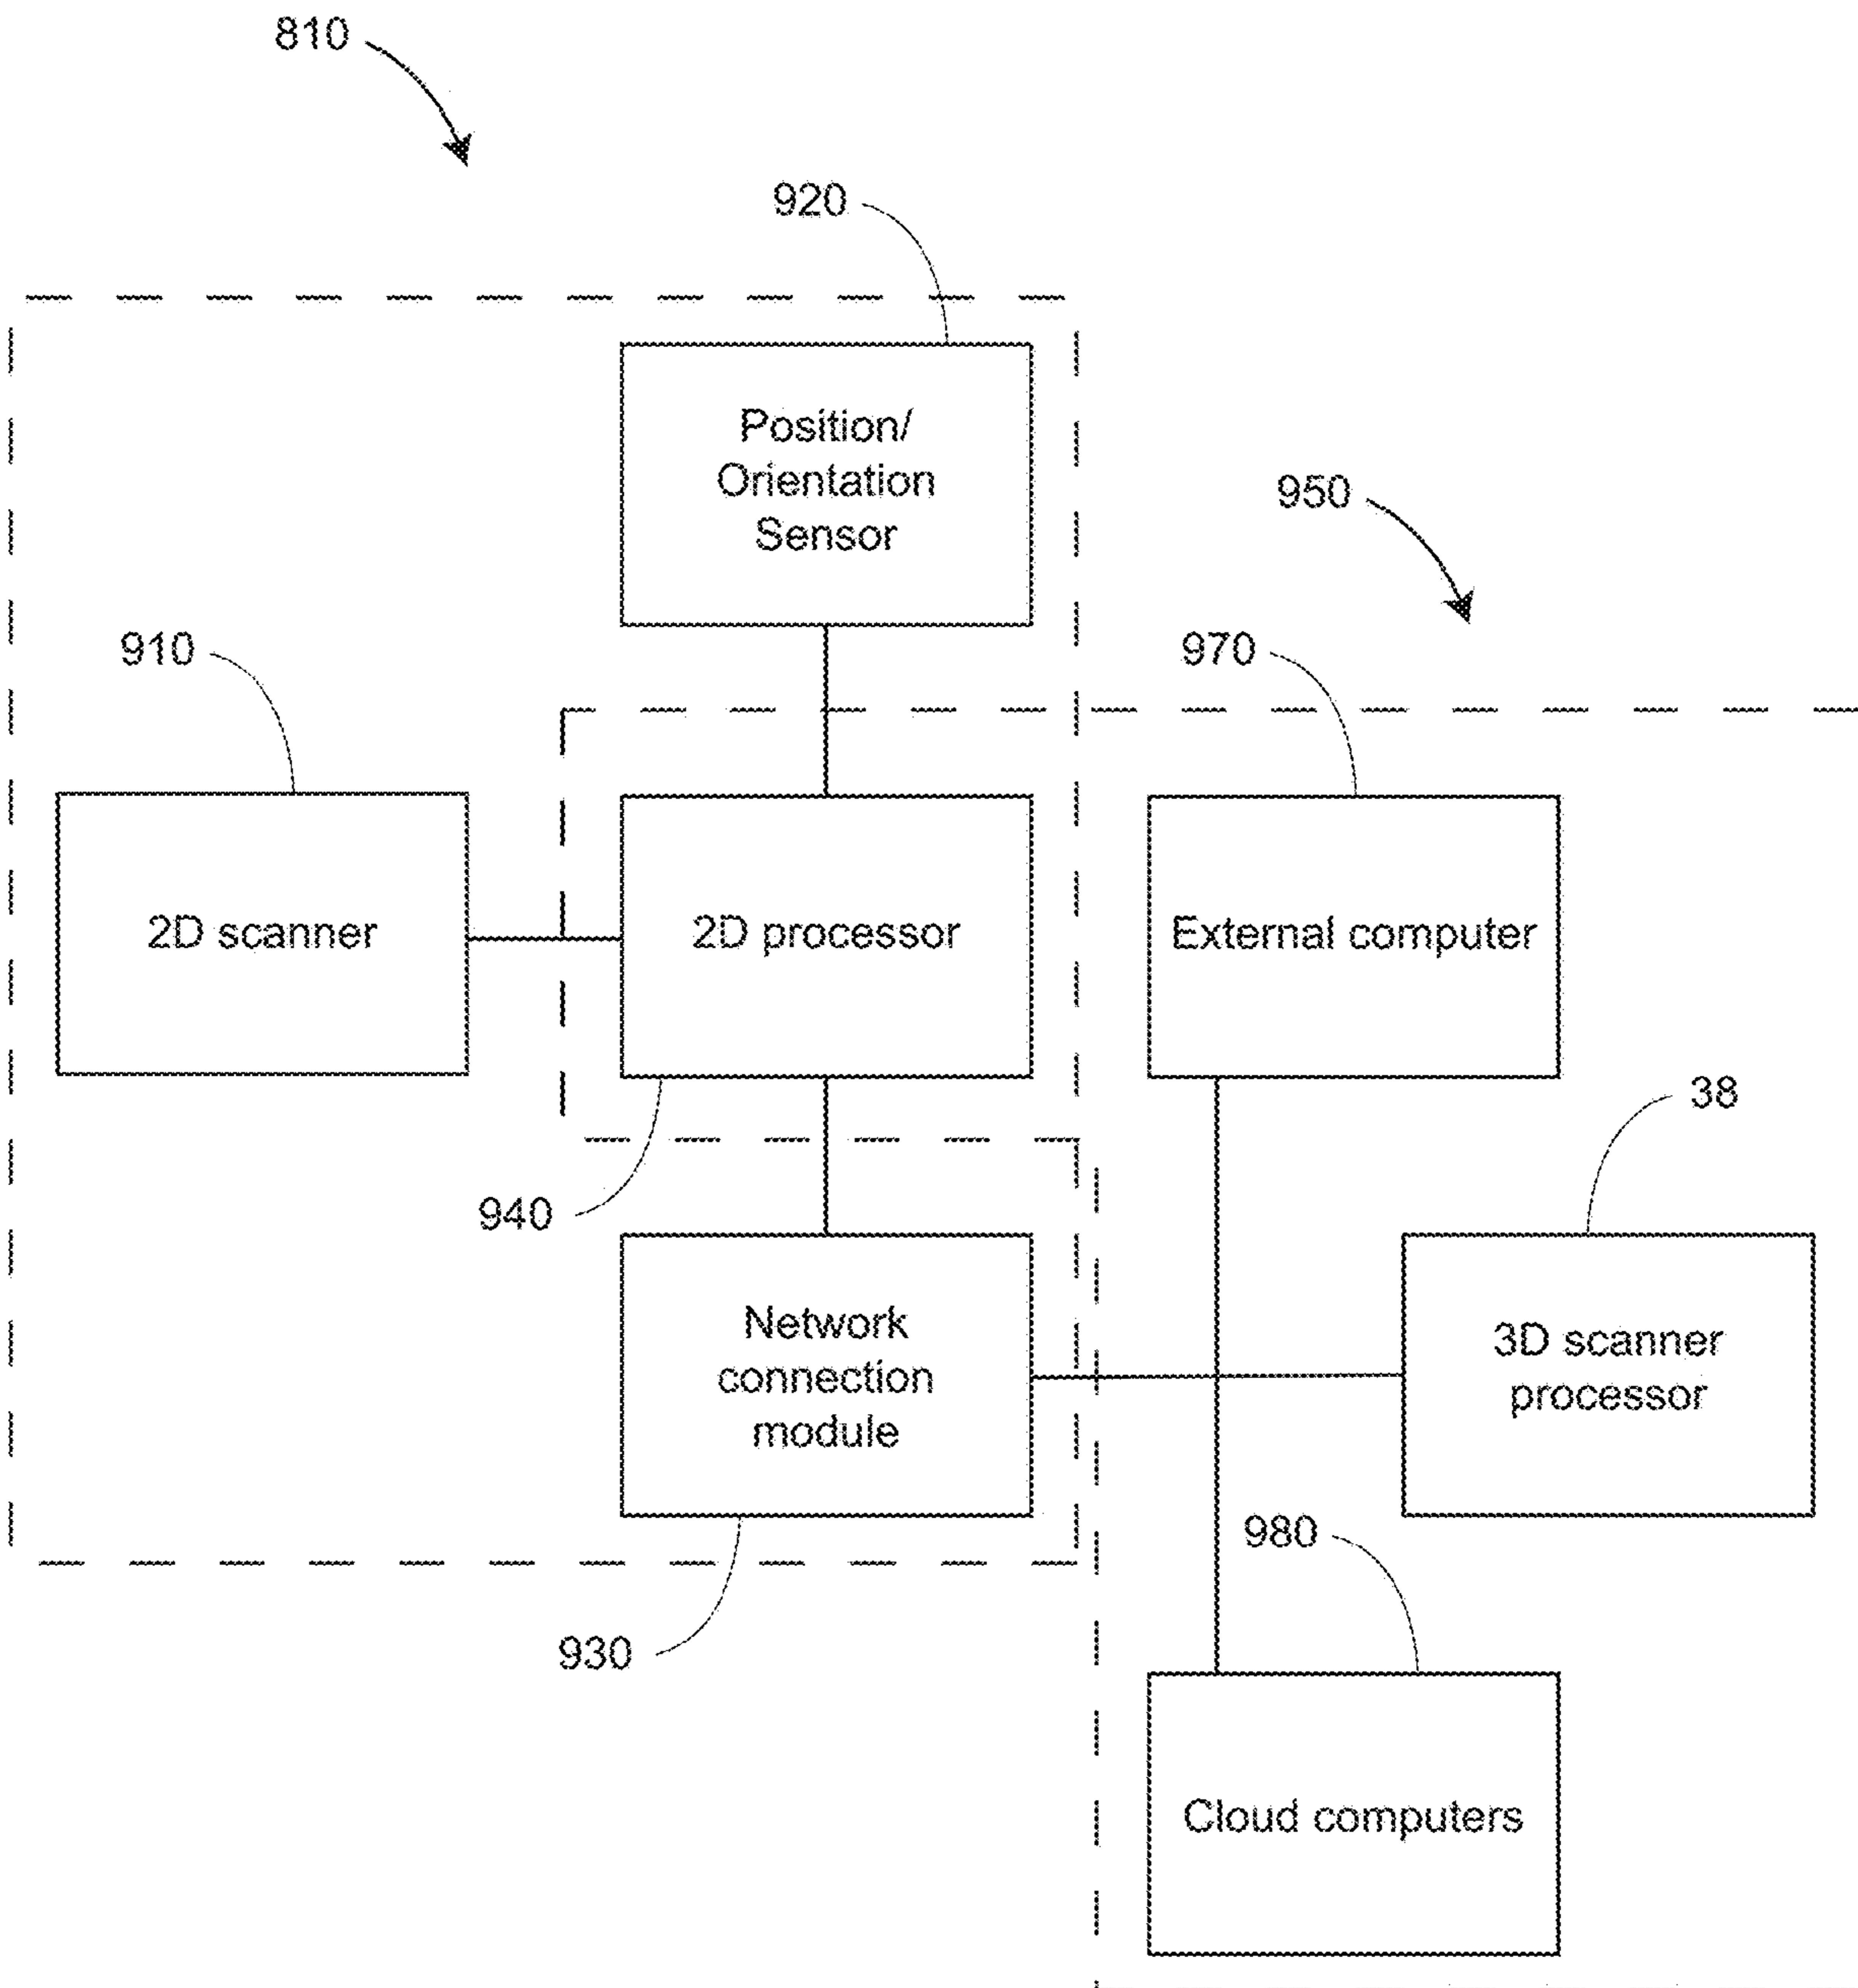 810
920
Position/
Orientation
Sensor
950
910
970
2D scanner
2D processor
External computer
38
940
Network
connection
module
3D scanner
processor
980
930
Cloud computers